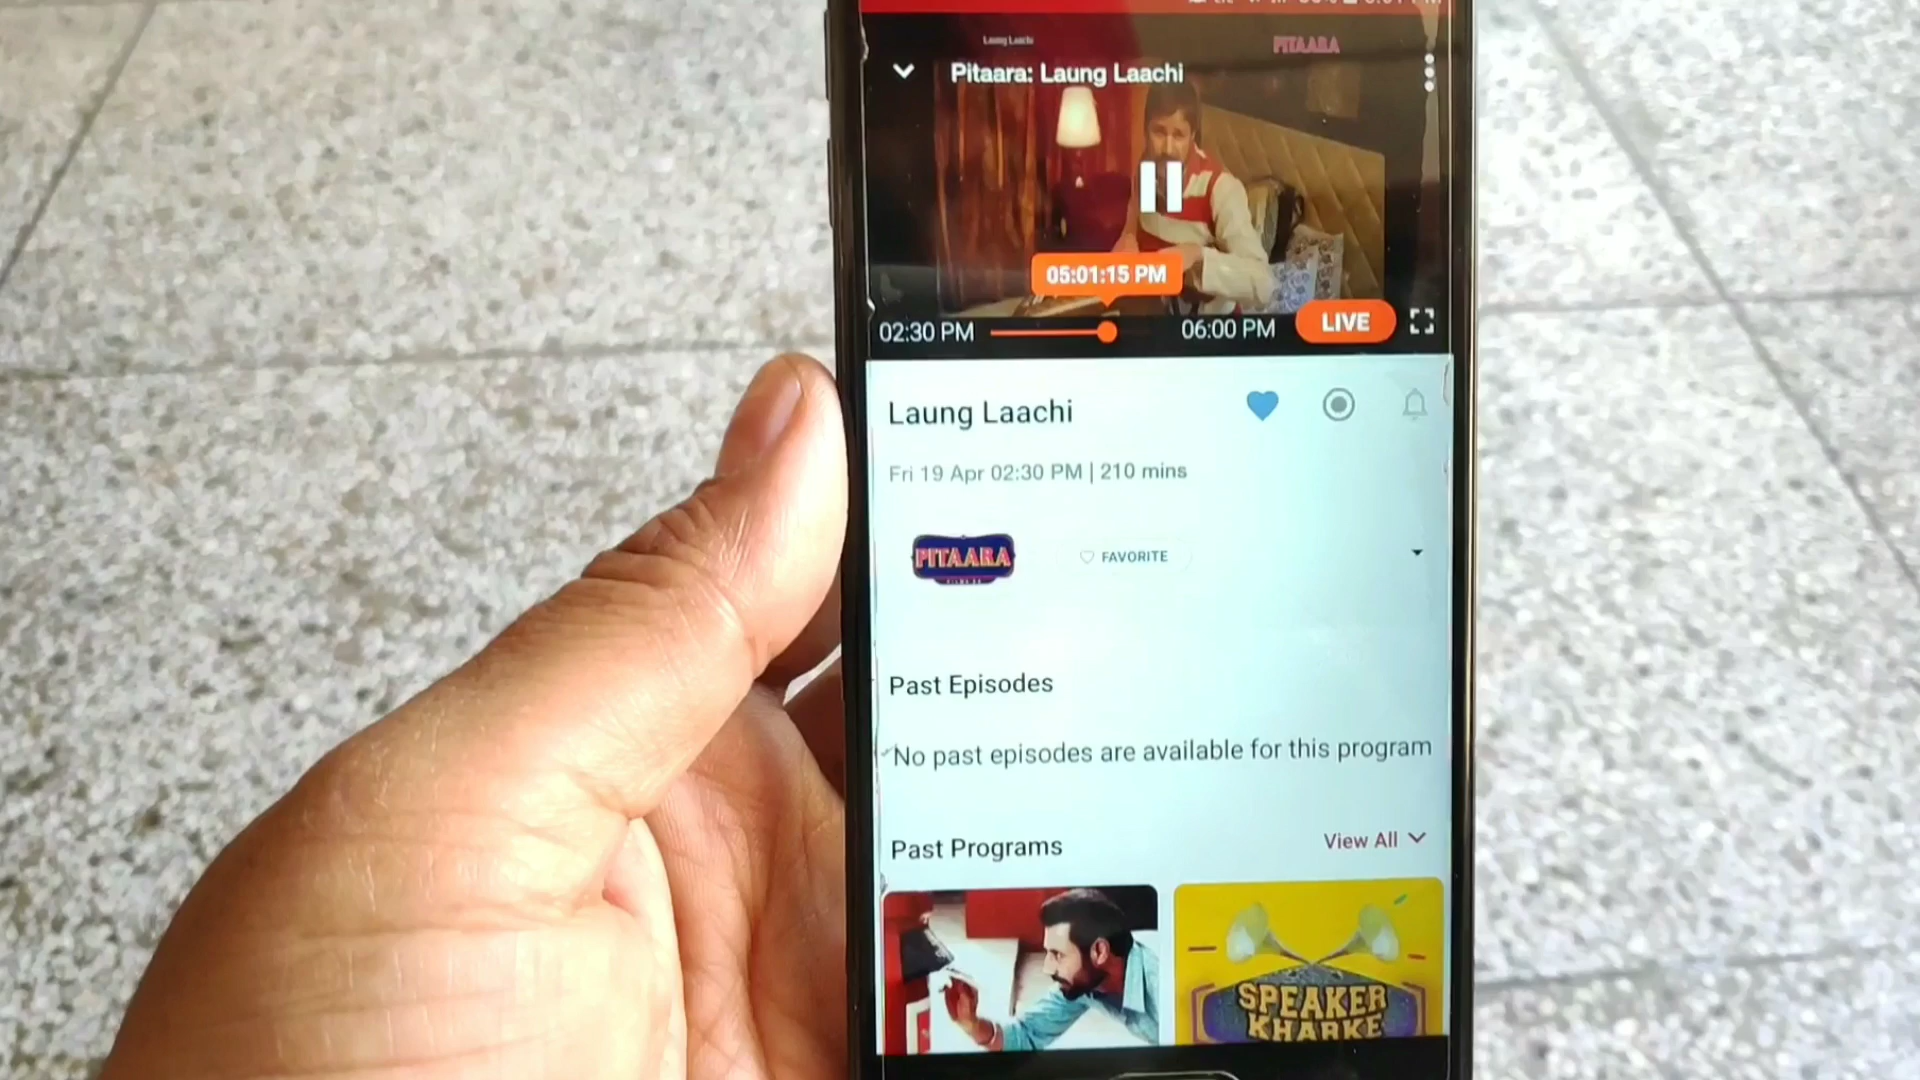 Laung Laachi
PITAARA
Pitaara: Laung Laachi
05:01:15 PM
02:30 PM
06:00 PM
LIVE
Laung Laachi
Fri 19 Apr 02:30 PM | 210 mins
PITAARA
FAVORITE
Past Episodes
No past episodes are available for this program
Past Programs
View All
SPEAKER
KHARKE